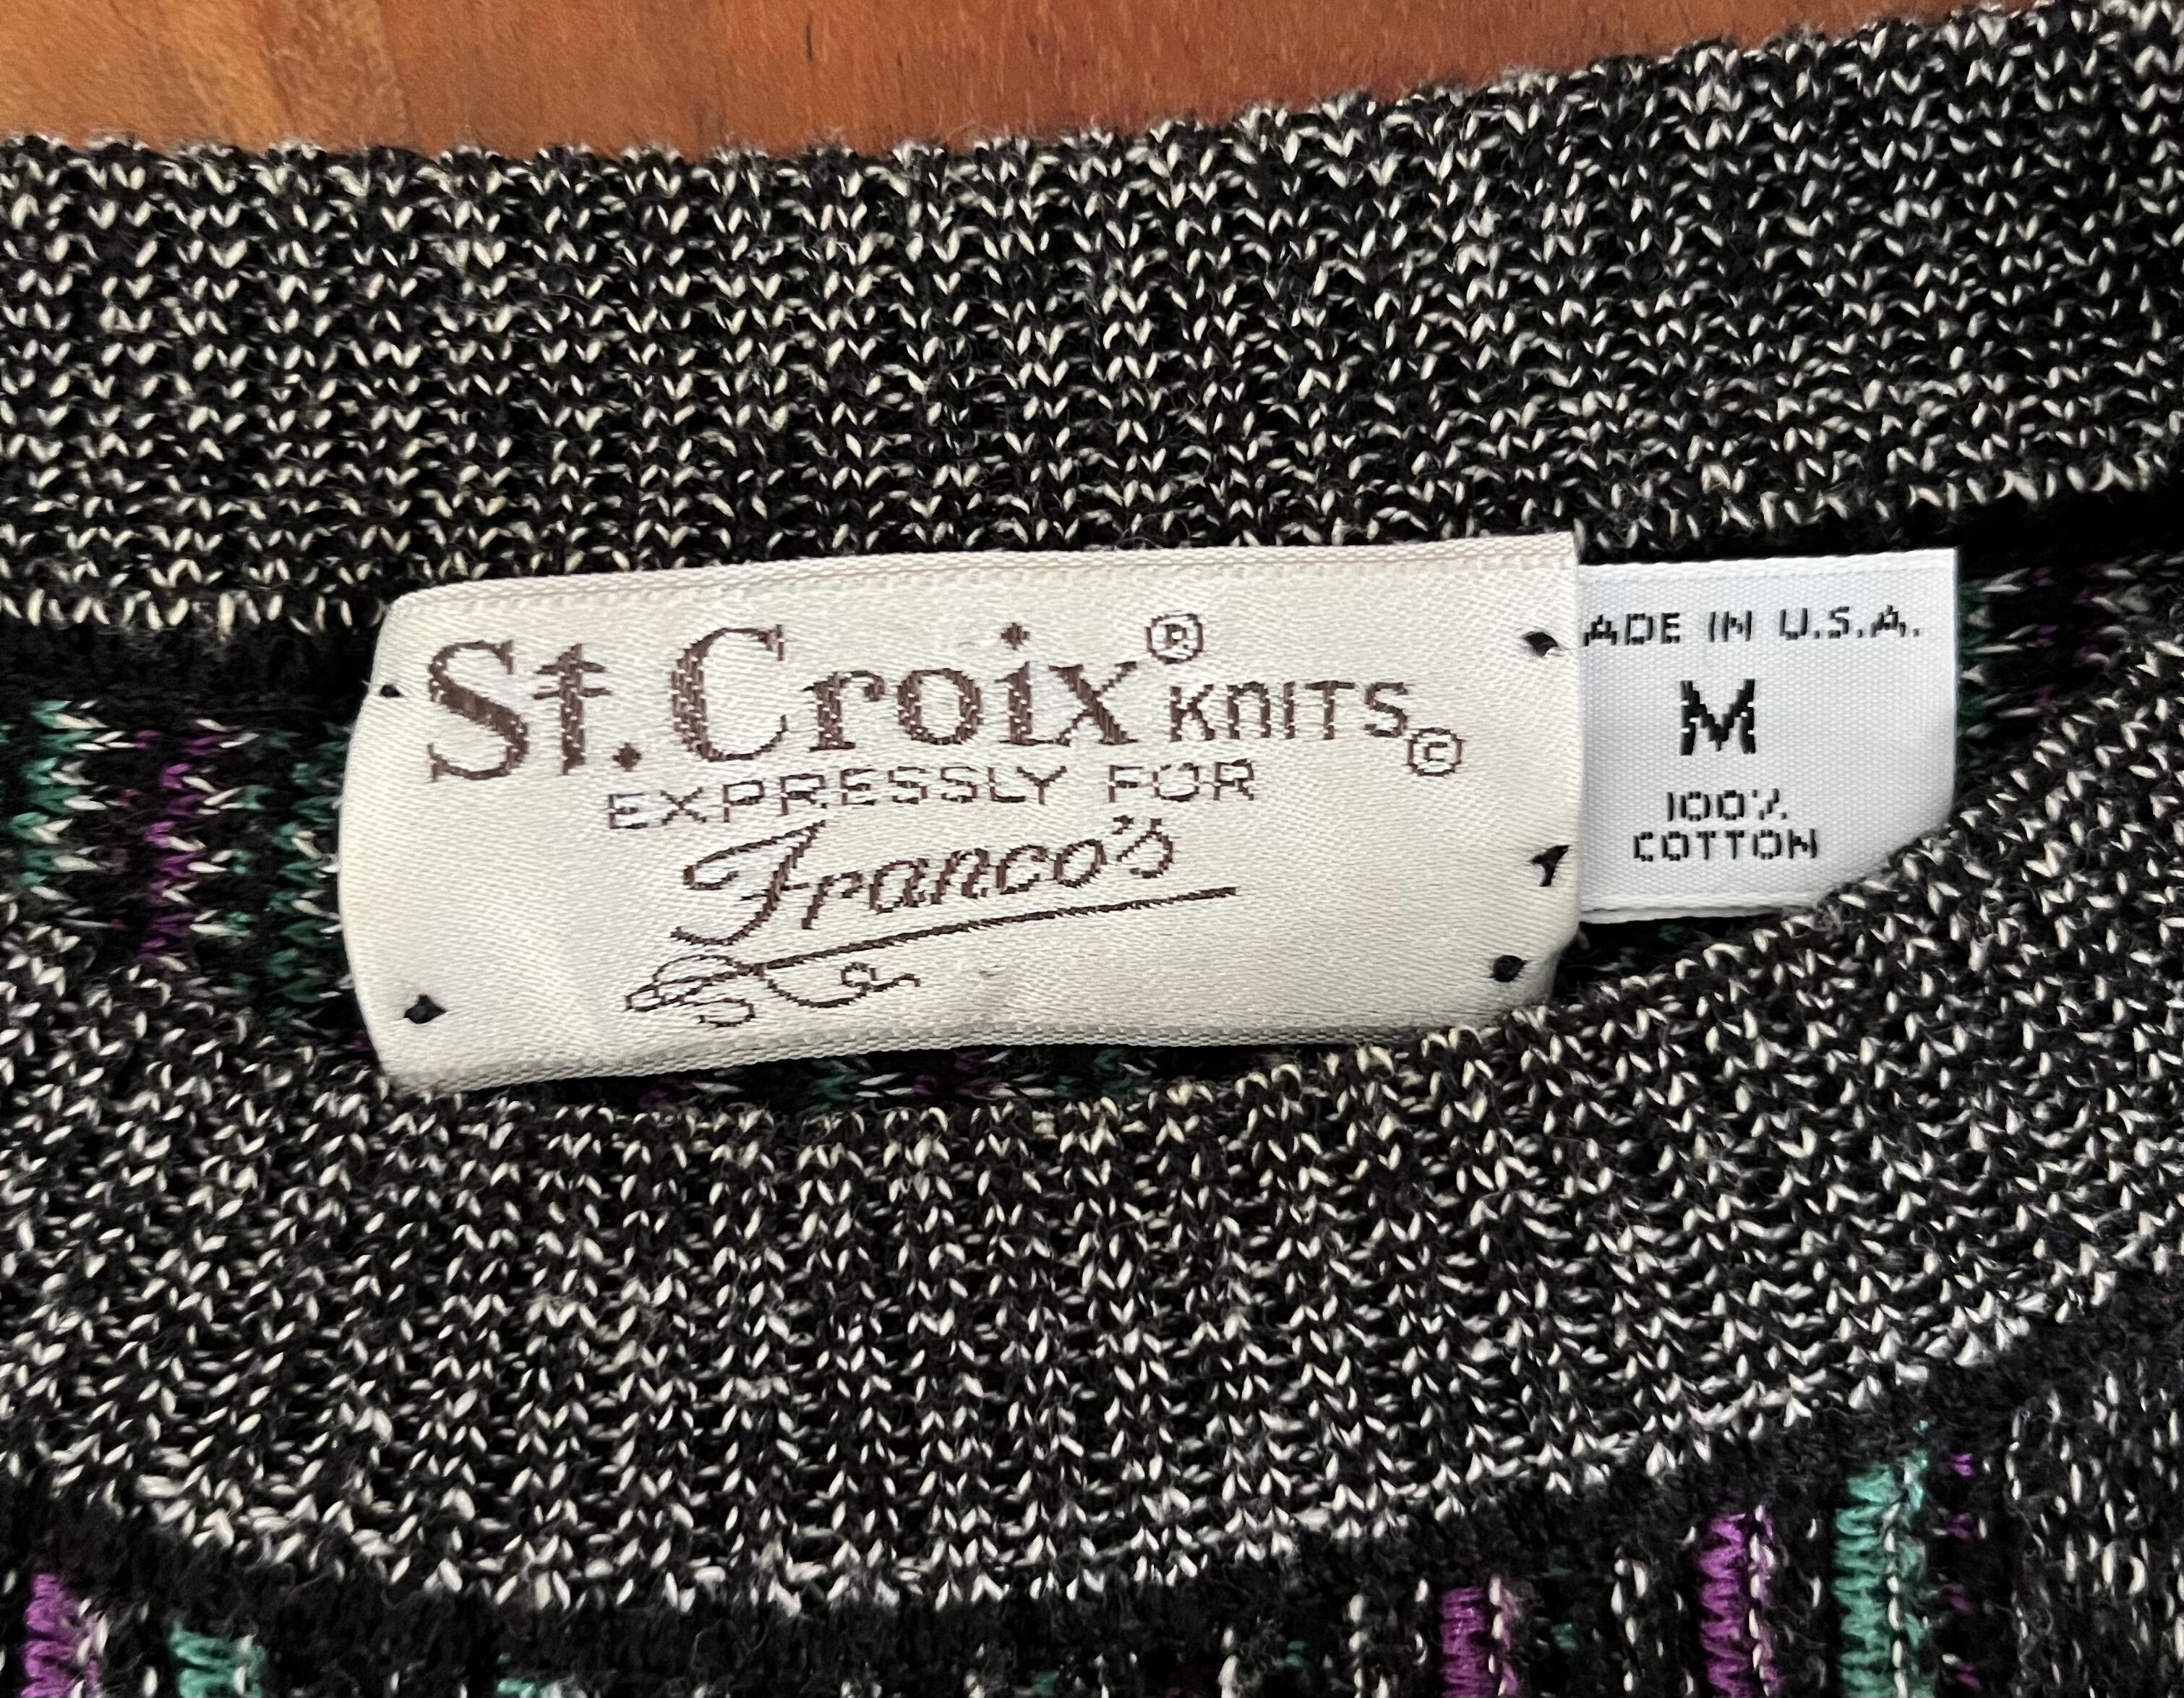 St. Croix® KNITS©
EXPRESSLY FOR
Franco's
ADE IN U.S.A.
M
100%
COTTON